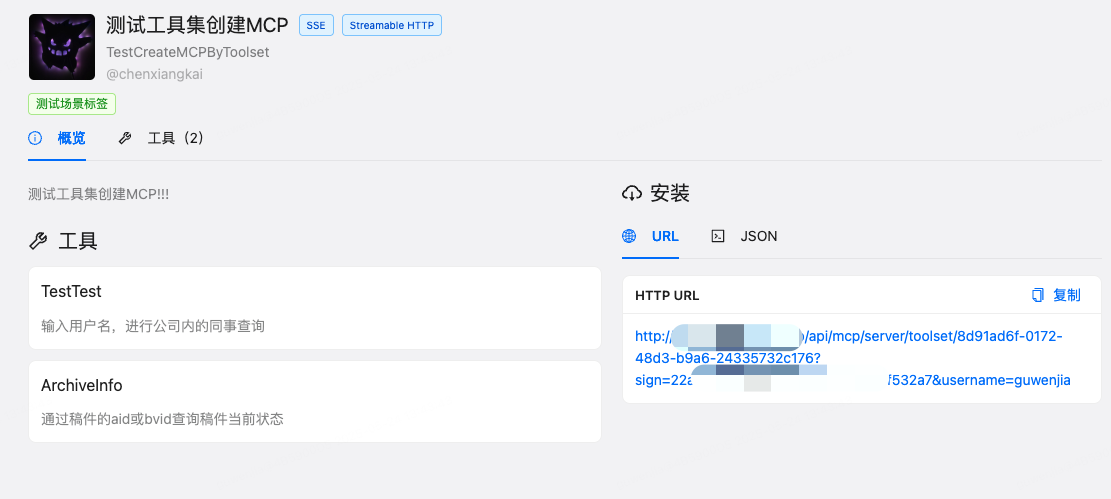 测试工具集创建MCP SSE Streamable HTTP
TestCreateMCPByToolset
@chenxiangkai
测试场景标签
概览 工具（2）
测试工具集创建MCP!!!
工具
TestTest
输入用户名，进行公司内的同事查询
ArchiveInfo
通过稿件的aid或bvid查询稿件当前状态
安装
URL JSON
HTTP URL 复制
http:/ /api/mcp/server/toolset/8d91ad6f-0172-
48d3-b9a6-24335732c176?
sign=22 f532a7&username=guwenjia